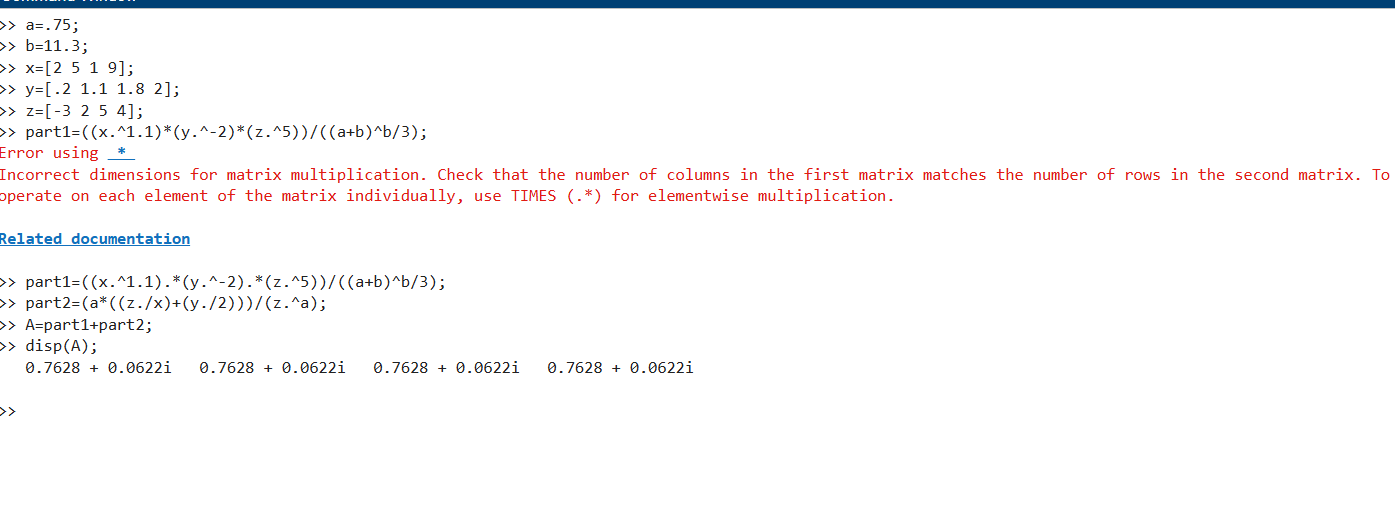 >> a=.75;
>> b=11.3;
>> x=[2 5 1 9];
>> y=[.2 1.1 1.8 2];
>> z=[-3 2 5 4];
>> part1=((x.^1.1)*(y.^-2)*(z.^5))/((a+b)^b/3);
Error using  *
Incorrect dimensions for matrix multiplication. Check that the number of columns in the first matrix matches the number of rows in the second matrix. To
operate on each element of the matrix individually, use TIMES (.*) for elementwise multiplication.
Related documentation
>> part1=((x.^1.1).*(y.^-2).*(z.^5))/((a+b)^b/3);
>> part2=(a*((z./x)+(y./2)))/(z.^a);
>> A=part1+part2;
>> disp(A);
0.7628 + 0.0622i   0.7628 + 0.0622i   0.7628 + 0.0622i   0.7628 + 0.0622i
>>